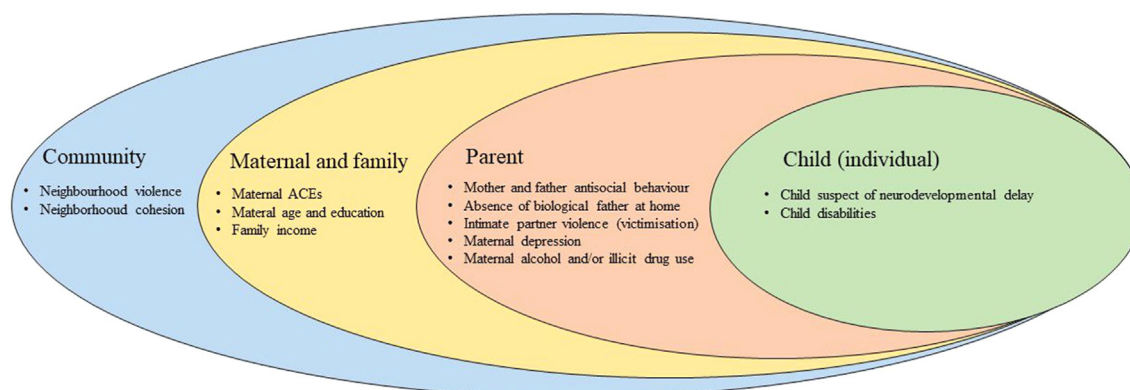 Community
• Neighbourhood violence
• Neighborhooud cohesion
Maternal and family
• Maternal ACEs
• Materal age and education
• Family income
Parent
• Mother and father antisocial behaviour
• Absence of biological father at home
• Intimate partner violence (victimisation)
• Maternal depression
• Maternal alcohol and/or illicit drug use
Child (individual)
• Child suspect of neurodevelopmental delay
• Child disabilities